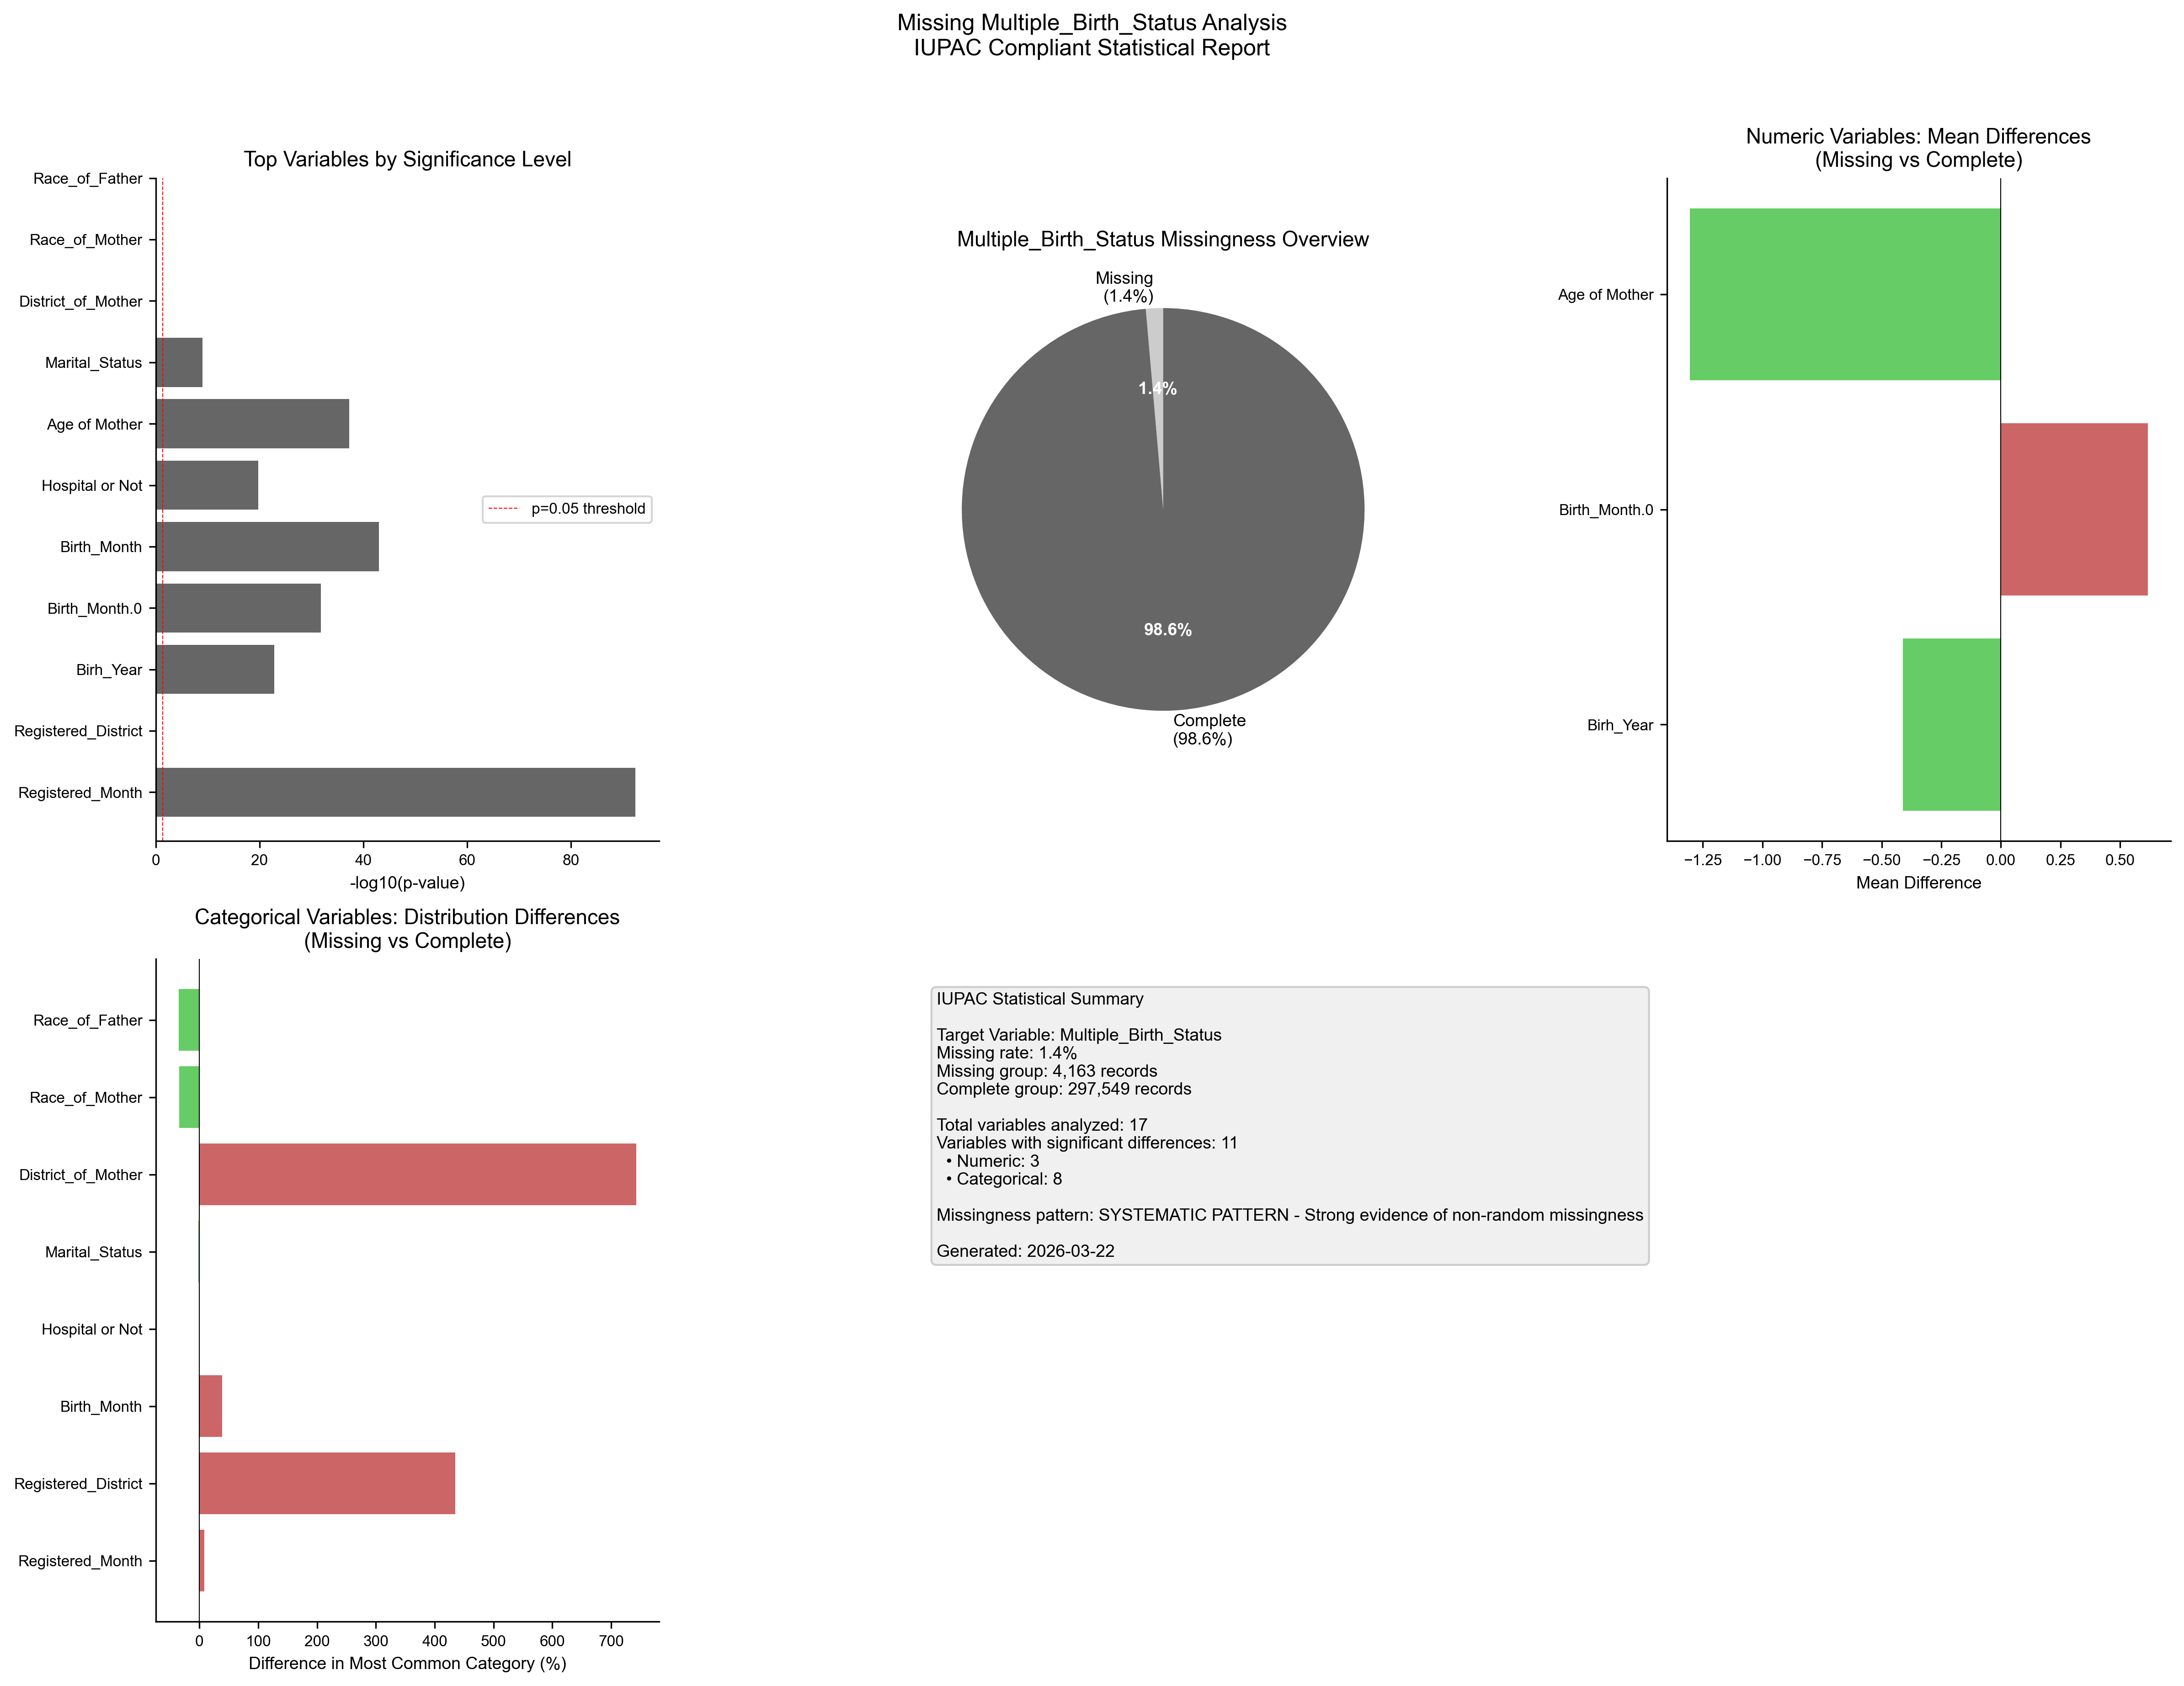 Missing Multiple_Birth_Status Analysis
IUPAC Compliant Statistical Report
Top Variables by Significance Level
Race_of_Father
Race_of_Mother
District_of_Mother
Marital_Status
Age of Mother
Hospital or Not
Birth_Month
Birth_Month.0
Birh_Year
Registered_District
Registered_Month
p=0.05 threshold
0 20 40 60 80
-log10(p-value)
Multiple_Birth_Status Missingness Overview
Missing
(1.4%)
1.4%
98.6%
Complete
(98.6%)
Numeric Variables: Mean Differences
(Missing vs Complete)
Age of Mother
Birth_Month.0
Birh_Year
−1.25 −1.00 −0.75 −0.50 −0.25 0.00 0.25 0.50
Mean Difference
Categorical Variables: Distribution Differences
(Missing vs Complete)
Race_of_Father
Race_of_Mother
District_of_Mother
Marital_Status
Hospital or Not
Birth_Month
Registered_District
Registered_Month
0 100 200 300 400 500 600 700
Difference in Most Common Category (%)
IUPAC Statistical Summary
Target Variable: Multiple_Birth_Status
Missing rate: 1.4%
Missing group: 4,163 records
Complete group: 297,549 records
Total variables analyzed: 17
Variables with significant differences: 11
• Numeric: 3
• Categorical: 8
Missingness pattern: SYSTEMATIC PATTERN - Strong evidence of non-random missingness
Generated: 2026-03-22